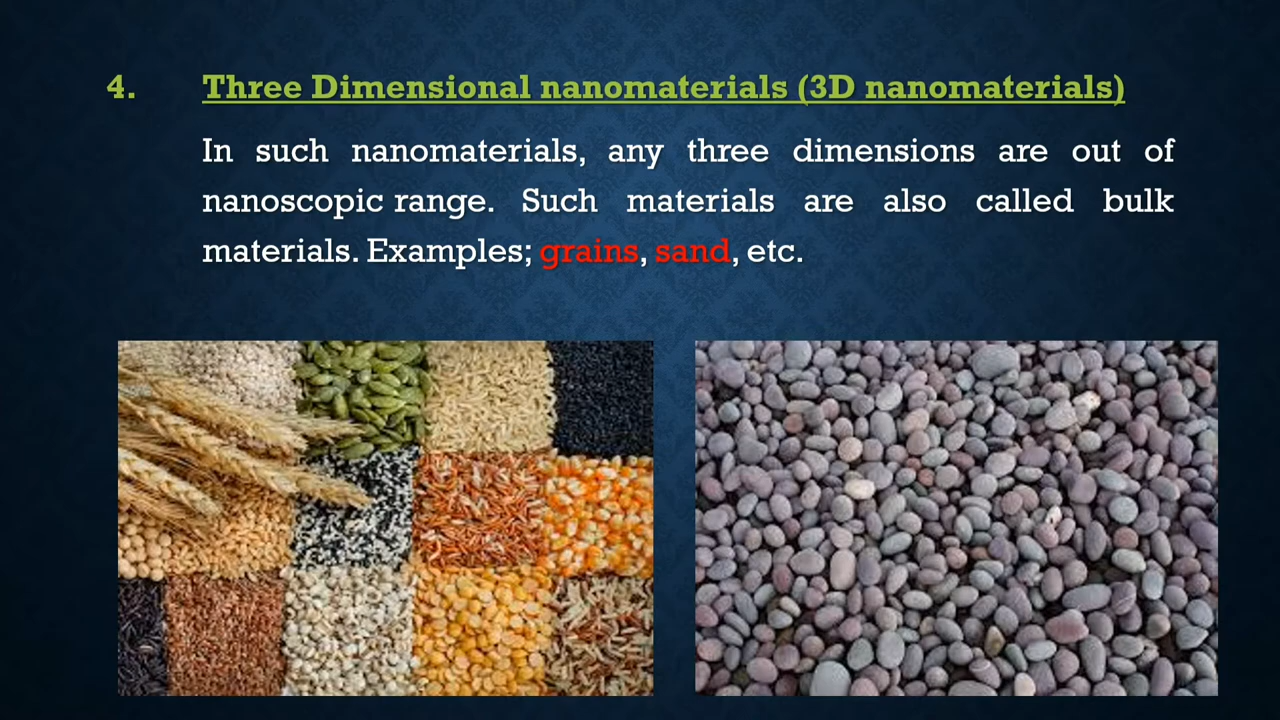 4. Three Dimensional nanomaterials (3D nanomaterials)
In such nanomaterials, any three dimensions are out of
nanoscopic range. Such materials are also called bulk
materials. Examples; grains, sand, etc.